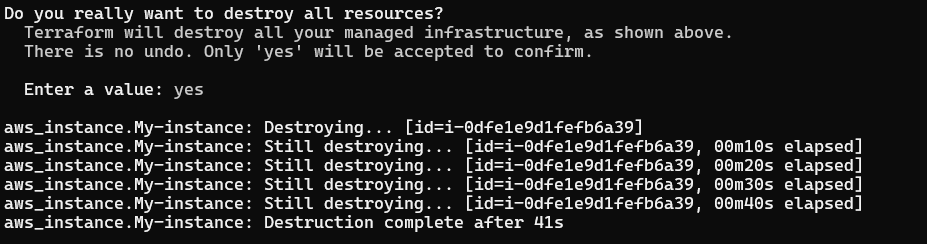 Do you really want to destroy all resources?
Terraform will destroy all your managed infrastructure, as shown above.
There is no undo. Only 'yes' will be accepted to confirm.
Enter a value: yes
aws_instance.My-instance: Destroying... [id=i-0dfe1e9d1fefb6a39]
aws_instance.My-instance: Still destroying... [id=i-0dfe1e9d1fefb6a39, 00m10s elapsed]
aws_instance.My-instance: Still destroying... [id=i-0dfe1e9d1fefb6a39, 00m20s elapsed]
aws_instance.My-instance: Still destroying... [id=i-0dfe1e9d1fefb6a39, 00m30s elapsed]
aws_instance.My-instance: Still destroying... [id=i-0dfe1e9d1fefb6a39, 00m40s elapsed]
aws_instance.My-instance: Destruction complete after 41s